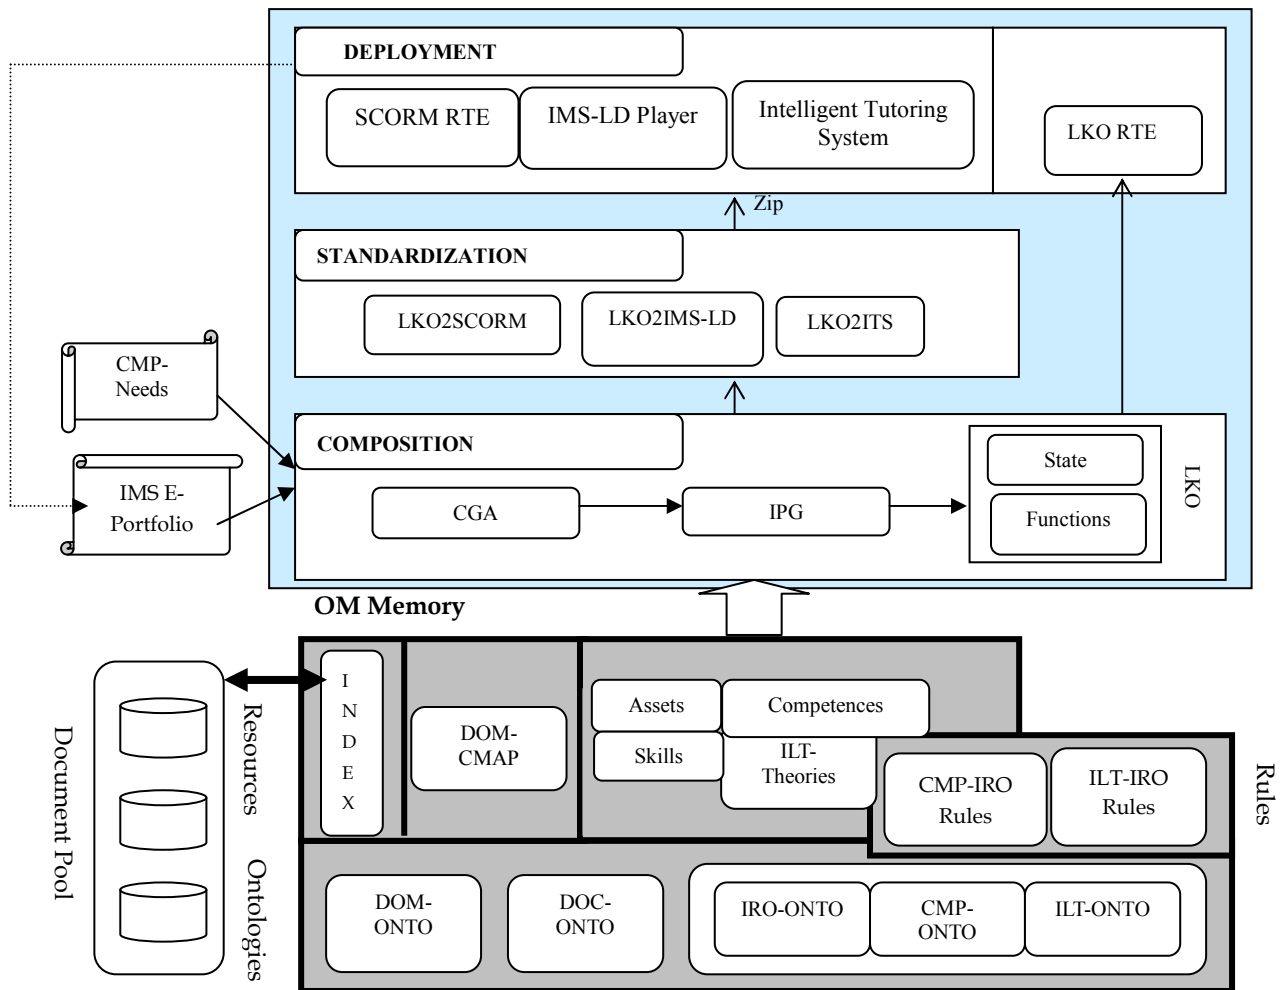 DEPLOYMENT
SCORM RTE
IMS-LD Player
Intelligent Tutoring
System
LKO RTE
Zip
STANDARDIZATION
LKO2SCORM
LKO2IMS-LD
LKO2ITS
CMP-
Needs
IMS E-
Portfolio
COMPOSITION
CGA
IPG
State
Functions
LKO
OM Memory
Document Pool
Resources
Ontologies
I
N
D
E
X
DOM-
CMAP
Assets
Competences
Skills
ILT-
Theories
CMP-IRO
Rules
ILT-IRO
Rules
Rules
DOM-
ONTO
DOC-
ONTO
IRO-ONTO
CMP-
ONTO
ILT-ONTO